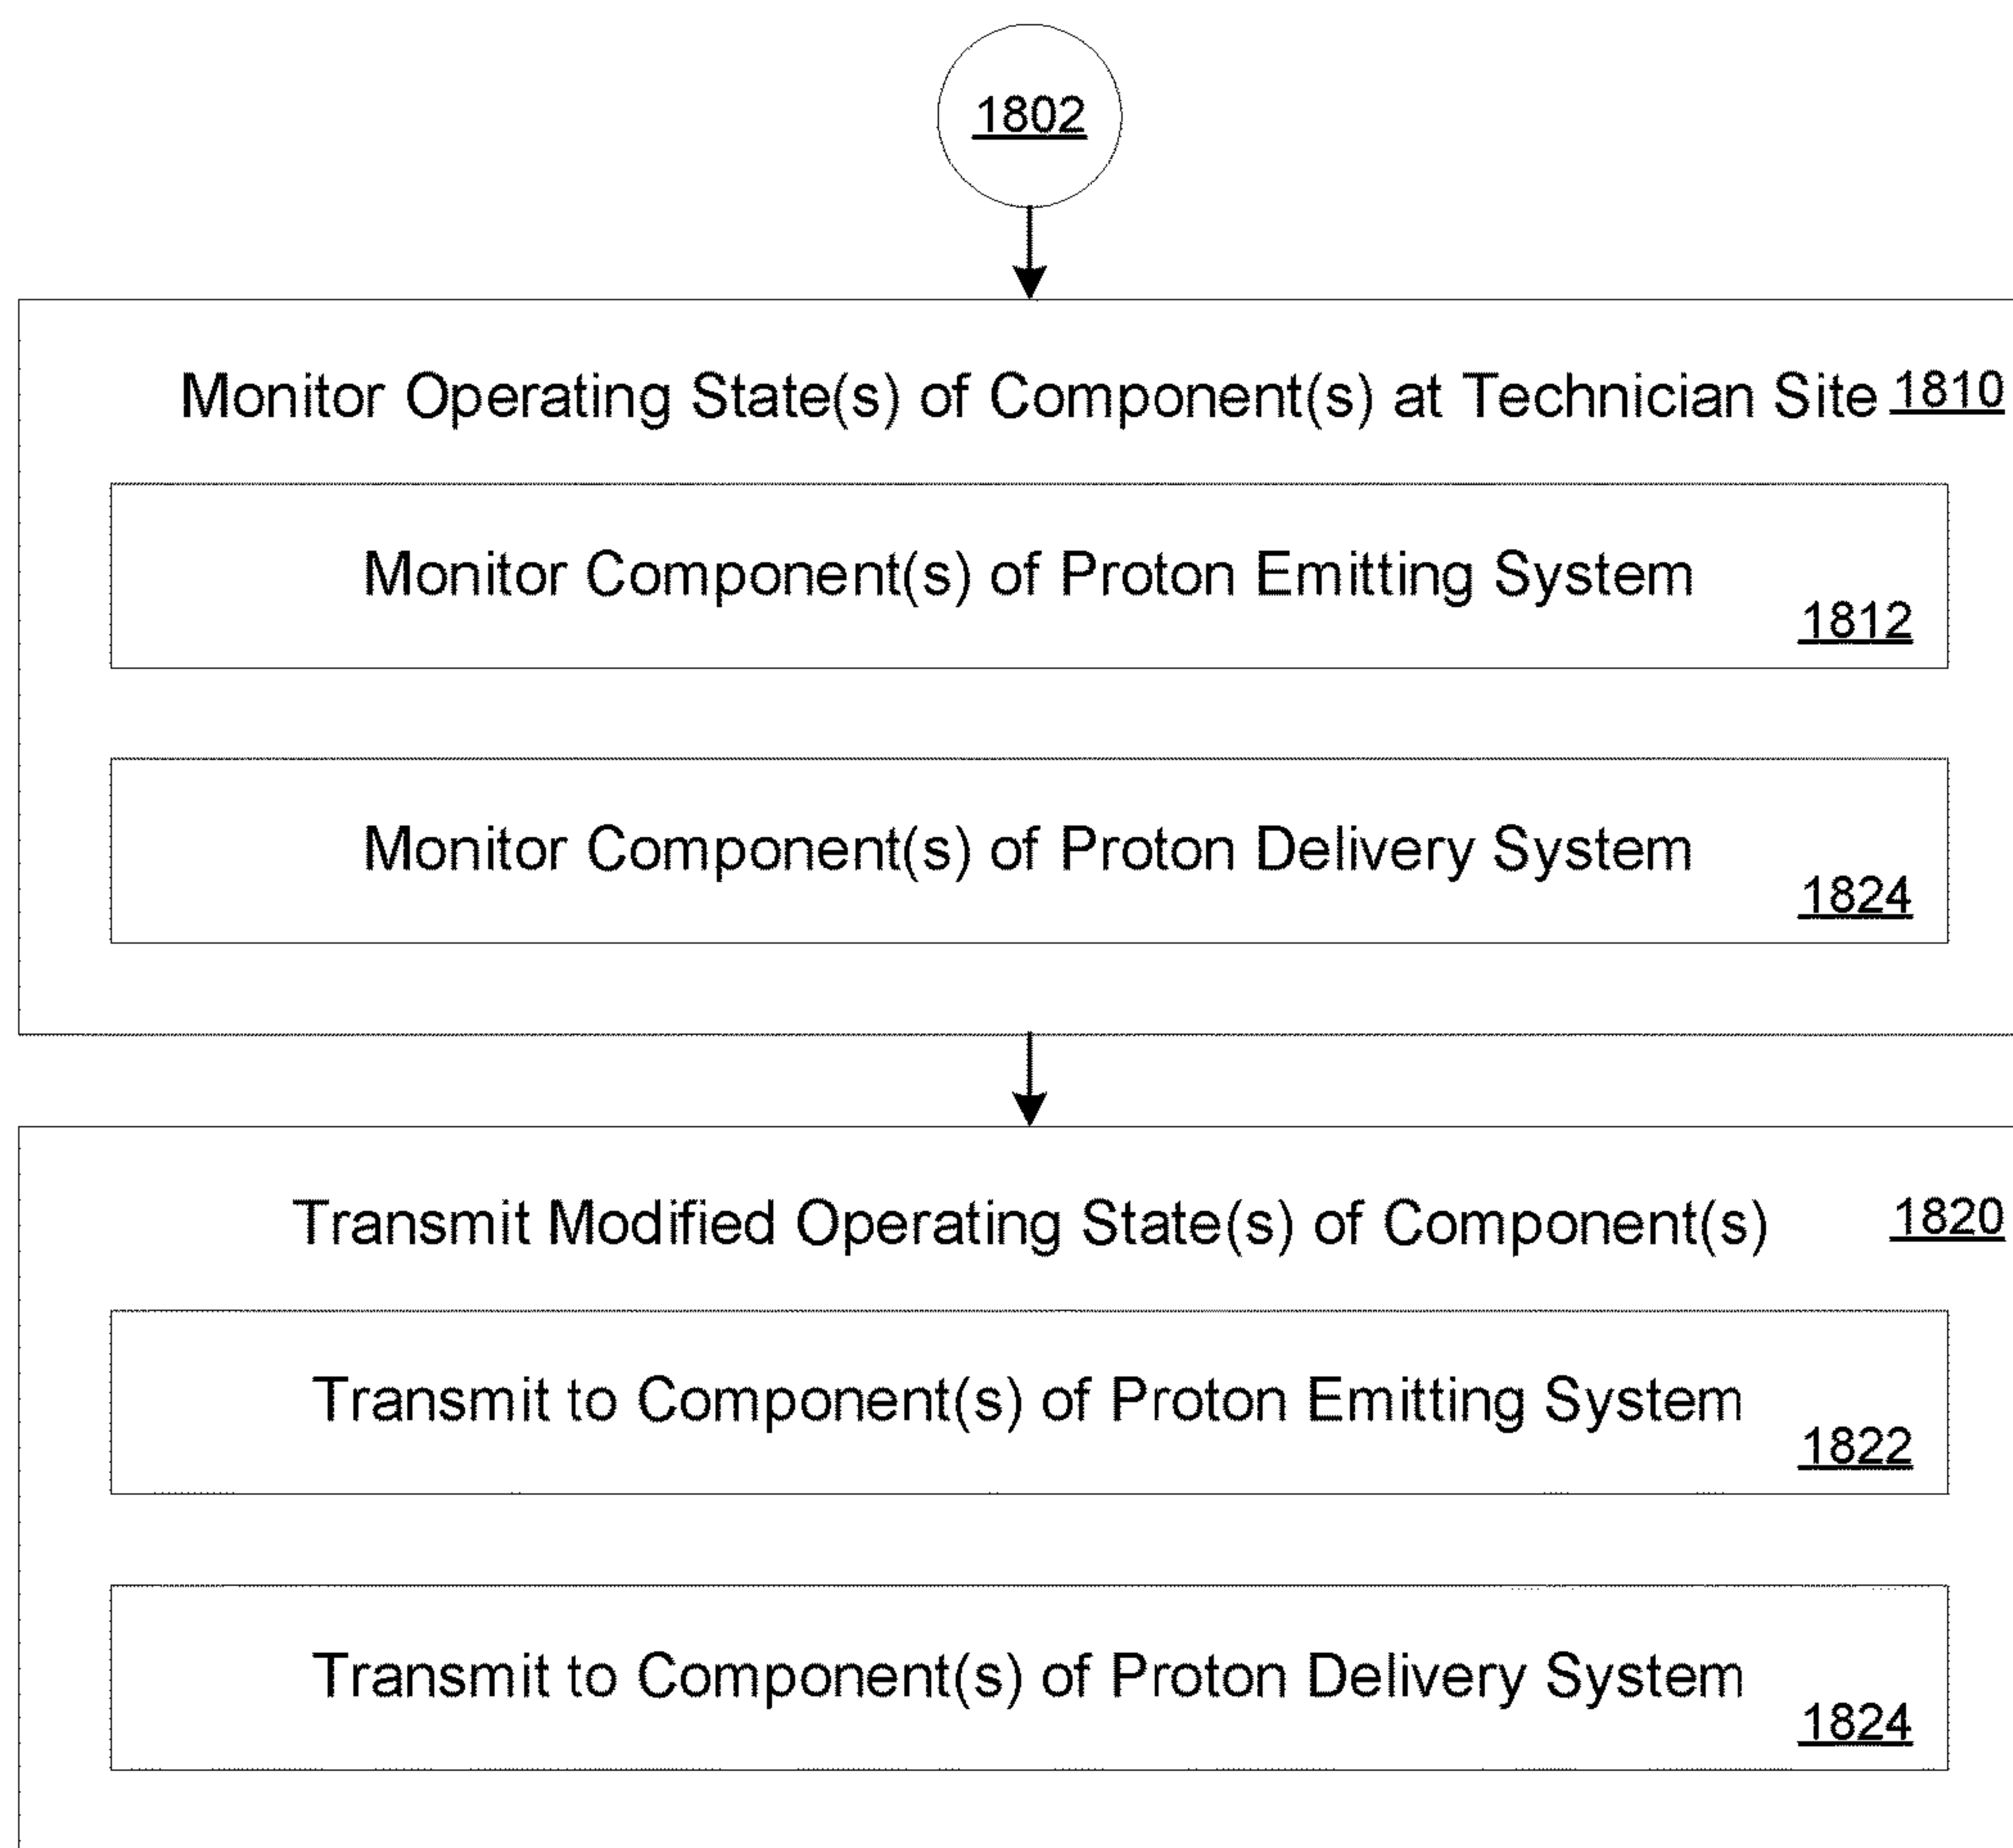 1802
Monitor Operating State(s) of Component(s) at Technician Site 1810
Monitor Component(s) of Proton Emitting System
1812
Monitor Component(s) of Proton Delivery System
1824
Transmit Modified Operating State(s) of Component(s) 1820
Transmit to Component(s) of Proton Emitting System
1822
Transmit to Component(s) of Proton Delivery System
1824